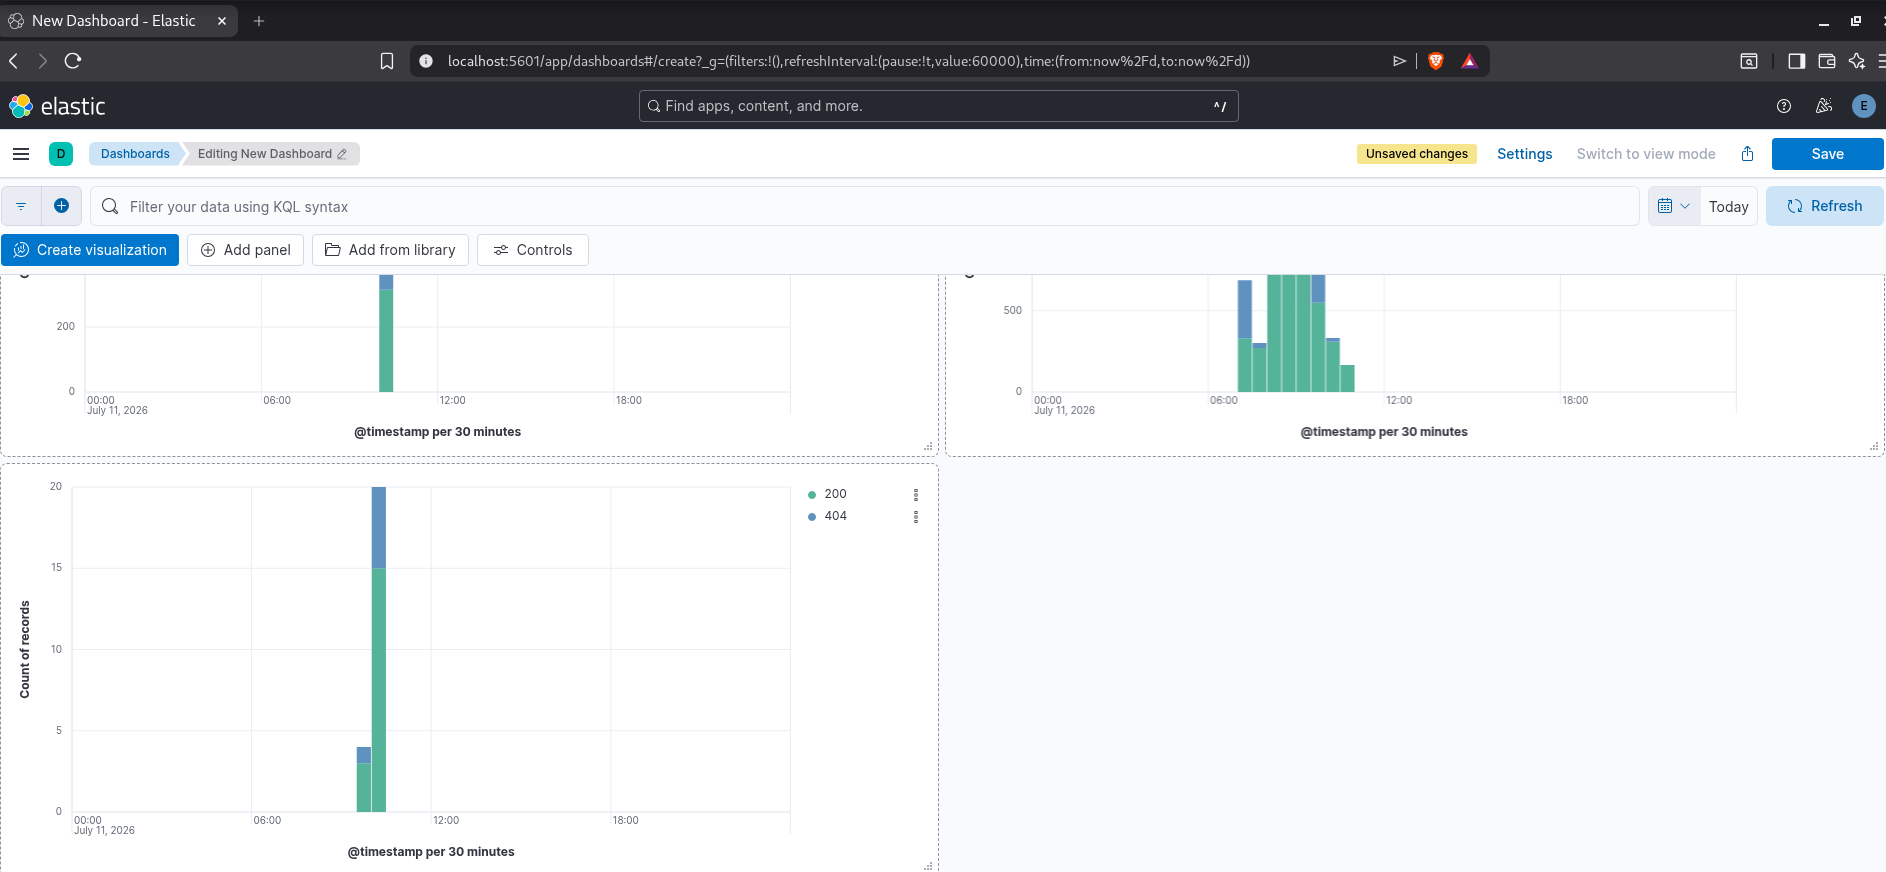 New Dashboard - Elastic
localhost:5601/app/dashboards#/create?_g=(filters:!(),refreshInterval:(pause:!t,value:60000),time:(from:now%2Fd,to:now%2Fd))
elastic
Find apps, content, and more.
^/
E
D
Dashboards
Editing New Dashboard
Unsaved changes
Settings
Switch to view mode
Save
Filter your data using KQL syntax
Today
Refresh
Create visualization
Add panel
Add from library
Controls
200
0
00:00
06:00
12:00
18:00
July 11, 2026
@timestamp per 30 minutes
500
0
00:00
06:00
12:00
18:00
July 11, 2026
@timestamp per 30 minutes
20
15
10
5
0
Count of records
00:00
06:00
12:00
18:00
July 11, 2026
@timestamp per 30 minutes
200
404